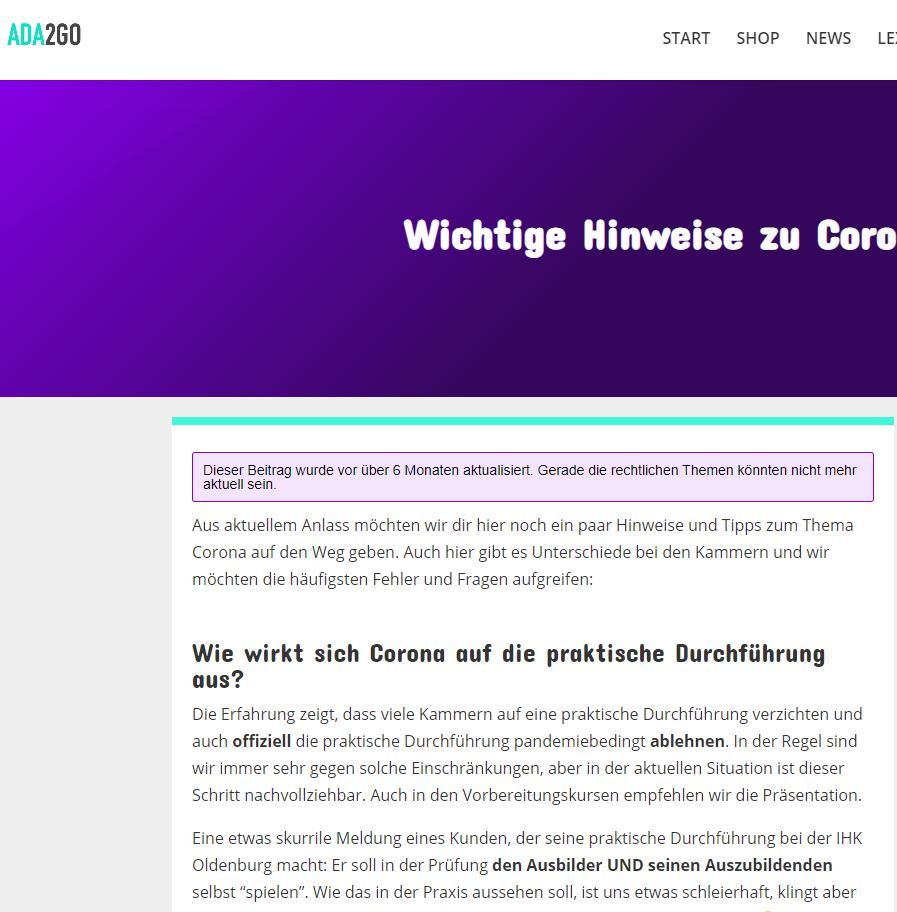 ADA2GO
START SHOP NEWS
Wichtige Hinweise zu
Dieser Beitrag wurde vor über 6 Monaten aktualisiert. Gerade die rechtlichen Themen könnten nicht mehr
aktuell sein.
Aus aktuellem Anlass möchten wir dir hier noch ein paar Hinweise und Tipps zum Thema
Corona auf den Weg geben. Auch hier gibt es Unterschiede bei den Kammern und wir
möchten die häufigsten Fehler und Fragen aufgreifen:
Wie wirkt sich Corona auf die praktische Durchführung
aus?
Die Erfahrung zeigt, dass viele Kammern auf eine praktische Durchführung verzichten und
auch offiziell die praktische Durchführung pandemiebedingt ablehnen. In der Regel sind
wir immer sehr gegen solche Einschränkungen, aber in der aktuellen Situation ist dieser
Schritt nachvollziehbar. Auch in den Vorbereitungskursen empfehlen wir die Präsentation.
Eine etwas skurrile Meldung eines Kunden, der seine praktische Durchführung bei der IHK
Oldenburg macht: Er soll in der Prüfung den Ausbilder UND seinen Auszubildenden
selbst “spielen”. Wie das in der Praxis aussehen soll, ist uns etwas schleierhaft, klingt aber